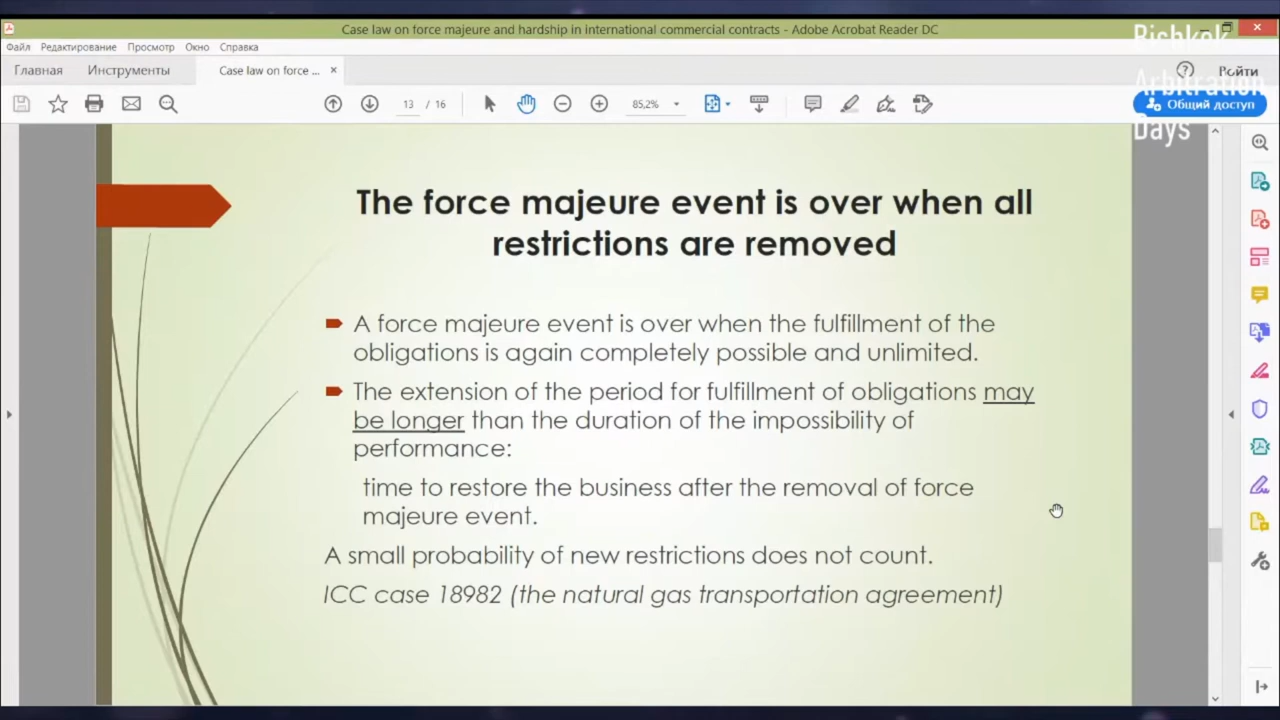 Case law on force majeure and hardship in international commercial contracts - Adobe Acrobat Reader DC
Файл Редактирование Просмотр Окно Справка
Главная Инструменты Case law on force ... × Войти
13 / 16 85,2% Общий доступ
Bishkek
Arbitration
Days
The force majeure event is over when all
restrictions are removed
A force majeure event is over when the fulfillment of the
obligations is again completely possible and unlimited.
The extension of the period for fulfillment of obligations may
be longer than the duration of the impossibility of
performance:
time to restore the business after the removal of force
majeure event.
A small probability of new restrictions does not count.
ICC case 18982 (the natural gas transportation agreement)